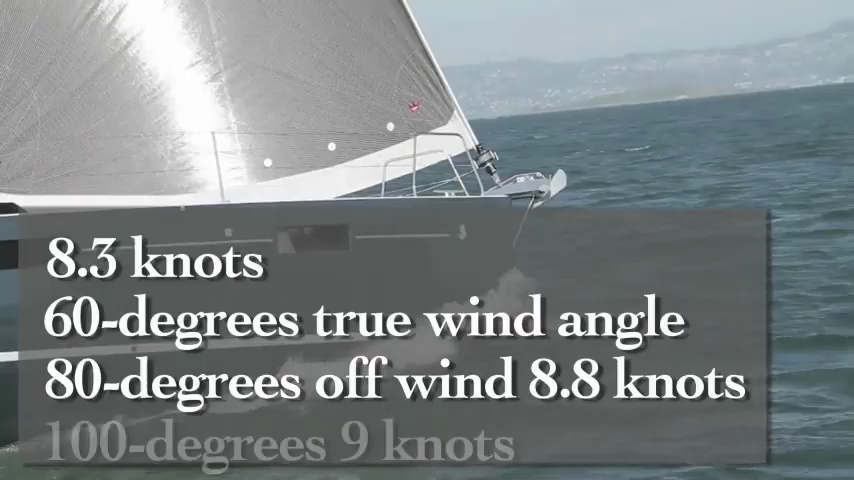 8.3 knots
60-degrees true wind angle
80-degrees off wind 8.8 knots
100-degrees 9 knots